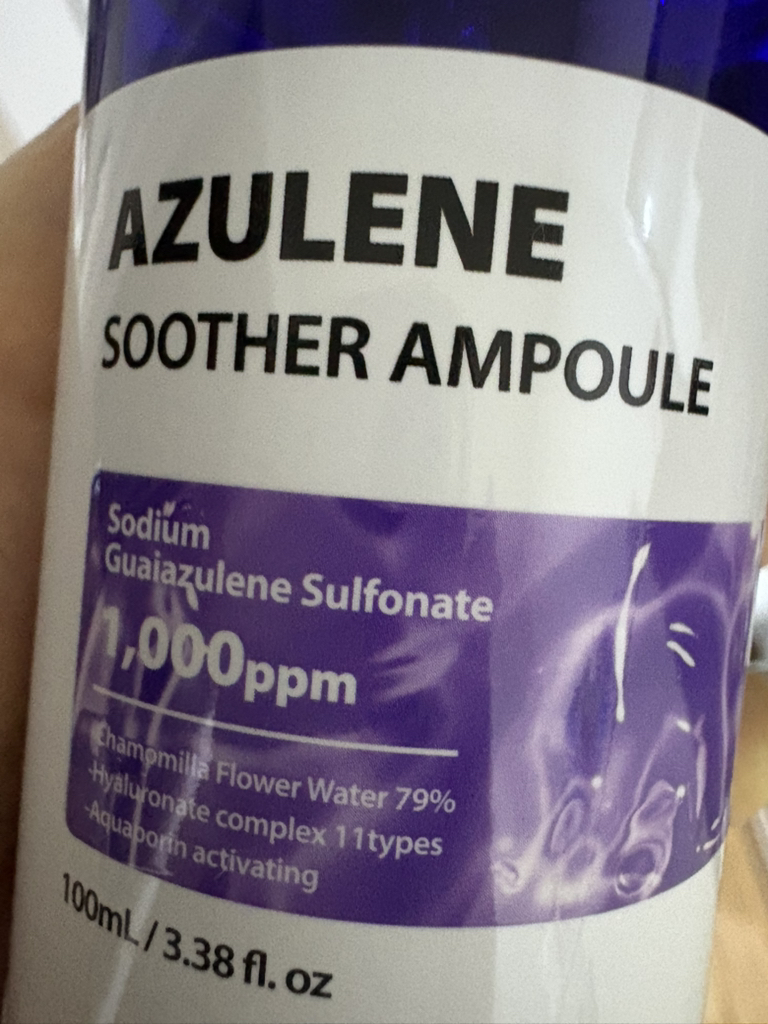 AZULENE
SOOTHER AMPOULE
Sodium
Guaiazulene Sulfonate
1,000ppm
-Chamomilla Flower Water 79%
-Hyaluronate complex 11types
-Aquaborin activating
100mL / 3.38 fl. oz